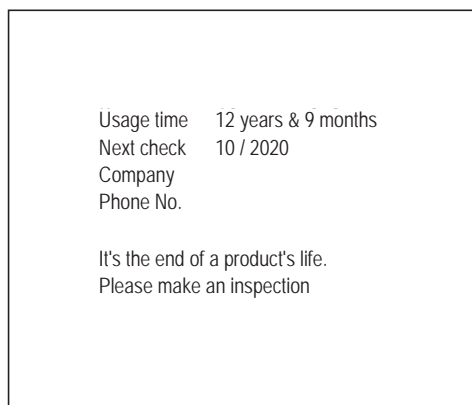 Usage time 12 years & 9 months
Next check 10 / 2020
Company
Phone No.
It's the end of a product's life.
Please make an inspection